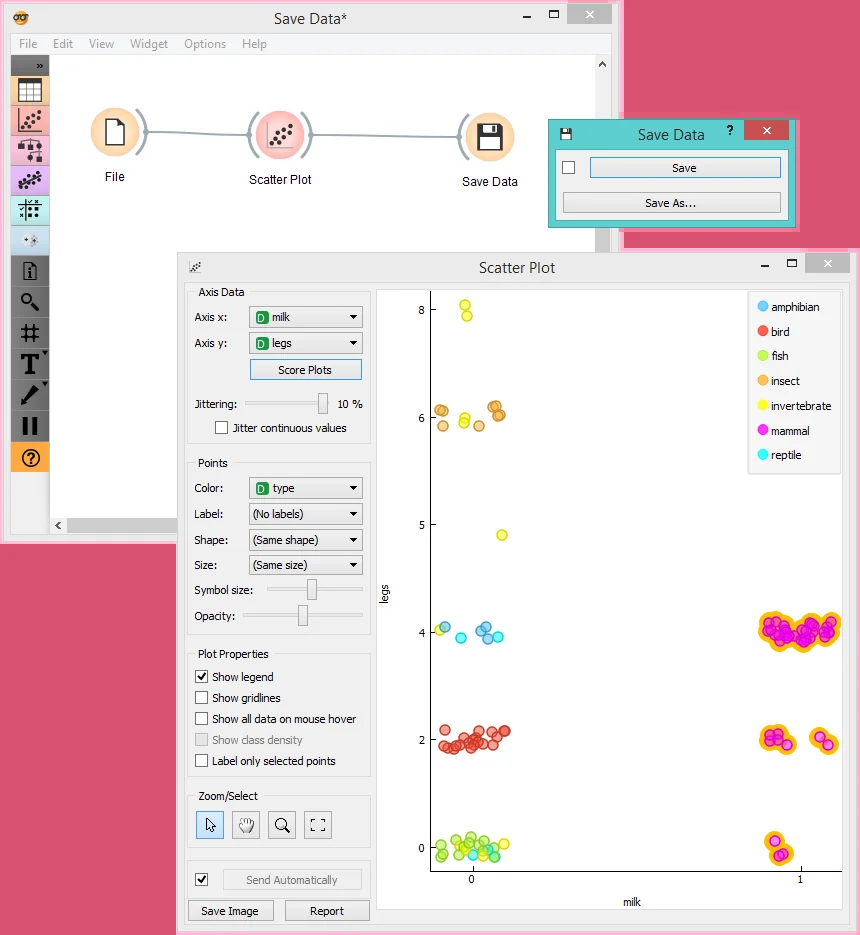 Save Data*
File Edit View Widget Options Help
»
File
Scatter Plot
Save Data
T
?
Save Data ?
Save
Save As...
Scatter Plot
Axis Data
Axis x: D milk
Axis y: D legs
Score Plots
Jittering: 10 %
Jitter continuous values
Points
Color: D type
Label: (No labels)
Shape: (Same shape)
Size: (Same size)
Symbol size:
Opacity:
Plot Properties
Show legend
Show gridlines
Show all data on mouse hover
Show class density
Label only selected points
Zoom/Select
Send Automatically
Save Image Report
8
6
5
4
2
0
legs
0 1
milk
amphibian
bird
fish
insect
invertebrate
mammal
reptile